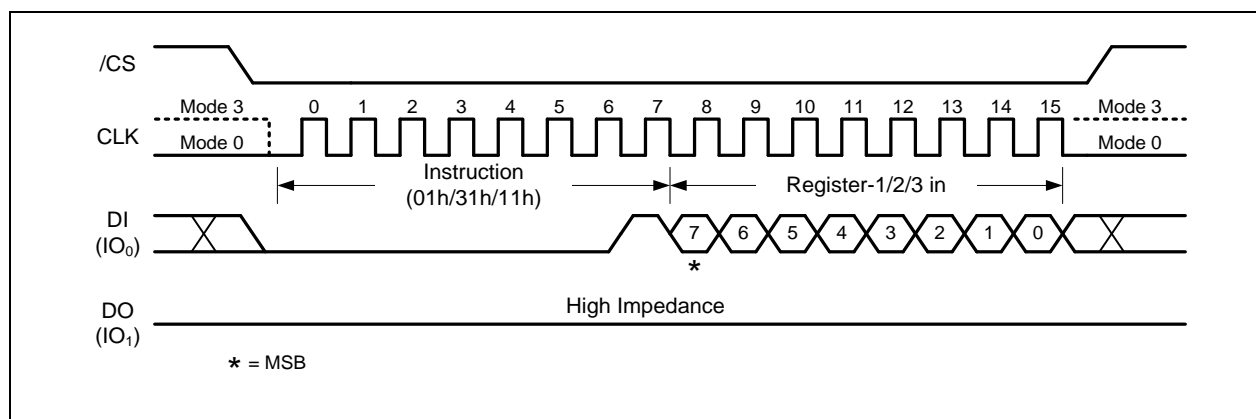 /CS
Mode 3 0 1 2 3 4 5 6 7 8 9 10 11 12 13 14 15 Mode 3
CLK
Mode 0 Mode 0
Instruction
(01h/31h/11h)
Register-1/2/3 in
DI
(IO₀)
7 6 5 4 3 2 1 0
*
High Impedance
DO
(IO₁)
* = MSB